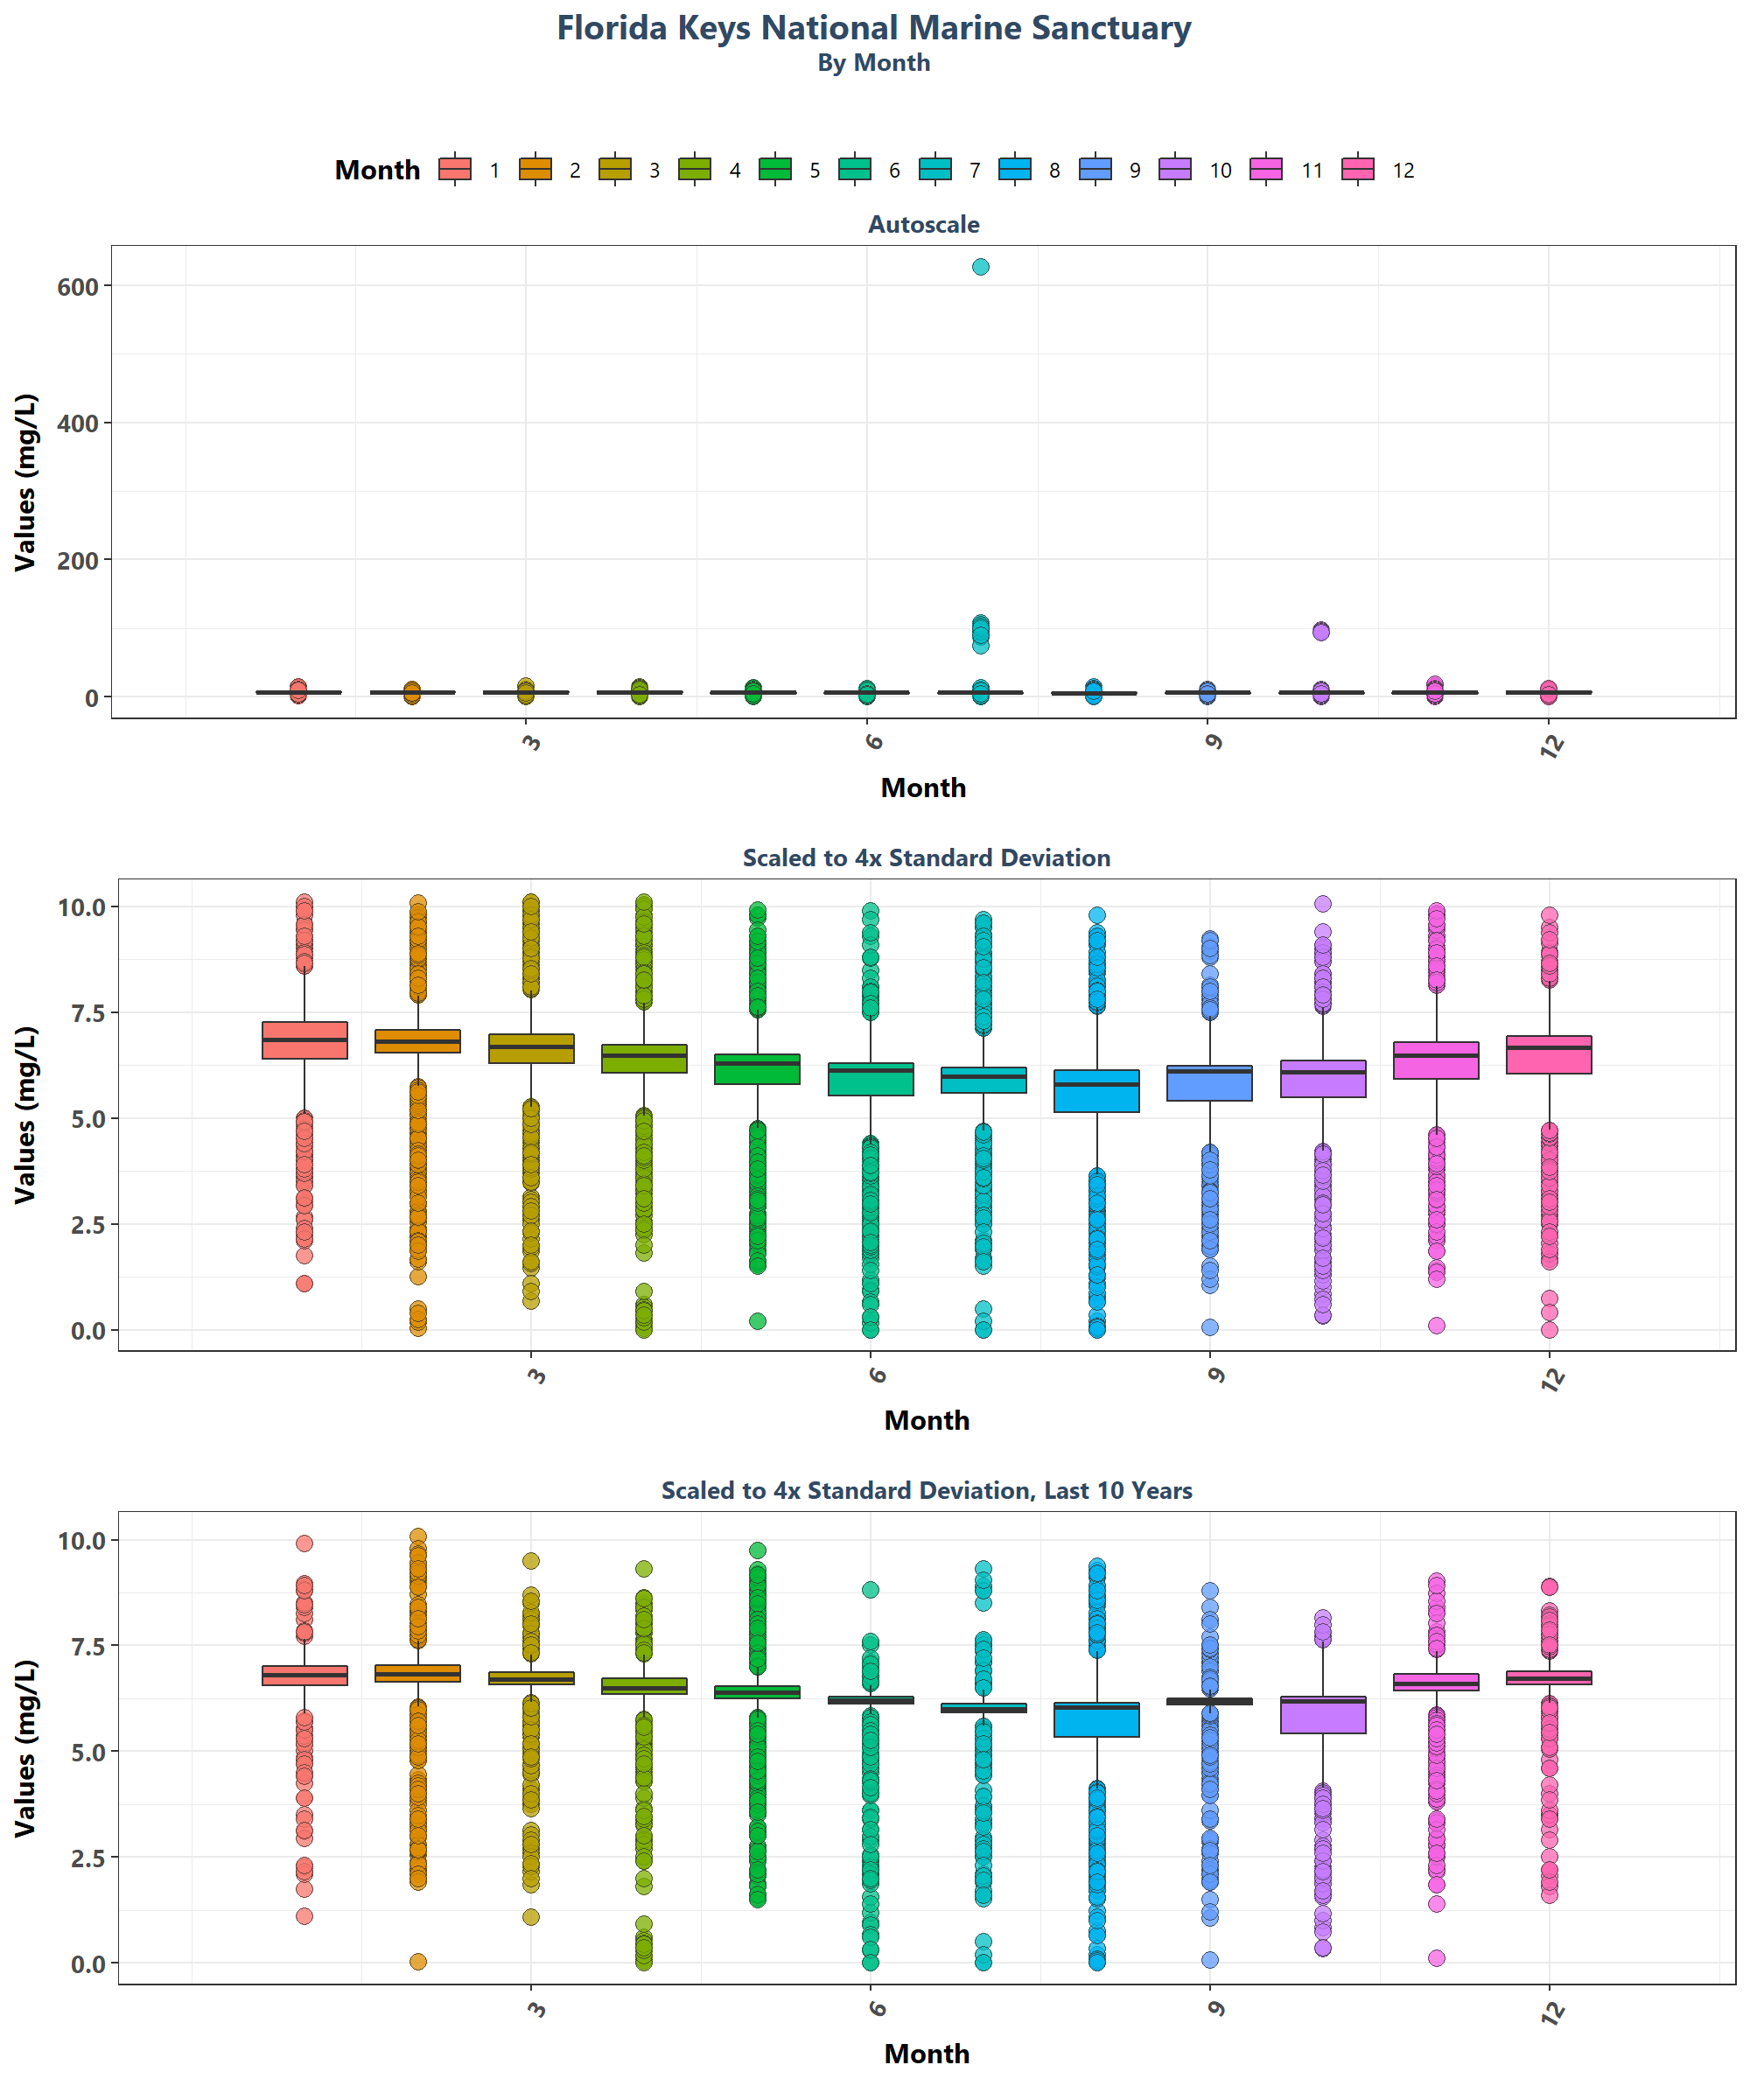 Florida Keys National Marine Sanctuary
By Month
Month 1 2 3 4 5 6 7 8 9 10 11 12
Autoscale
Values (mg/L)
600
400
200
0
3 6 9 12
Month
Scaled to 4x Standard Deviation
Values (mg/L)
10.0
7.5
5.0
2.5
0.0
3 6 9 12
Month
Scaled to 4x Standard Deviation, Last 10 Years
Values (mg/L)
10.0
7.5
5.0
2.5
0.0
3 6 9 12
Month